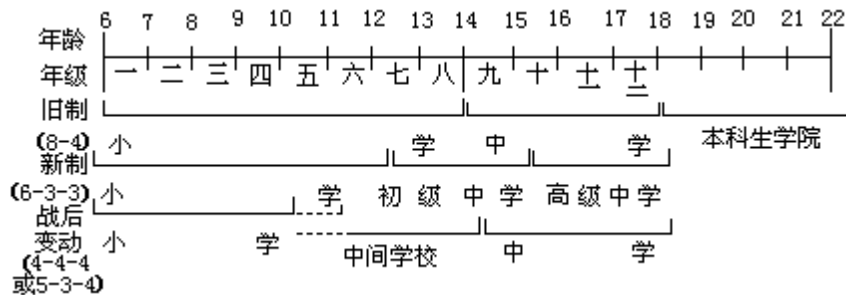 6 7 8 9 10 11 12 13 14 15 16 17 18 19 20 21 22
年龄
年级 一 二 三 四 五 六 七 八 九 十 十一 十二
旧制
(8-4) 小 学 中 学 本科生学院
新制
(6-3-3) 小 学 初 级 中 学 高 级 中 学
战后
变动 小 学 中间学校 中 学
(4-4-4
或5-3-4)